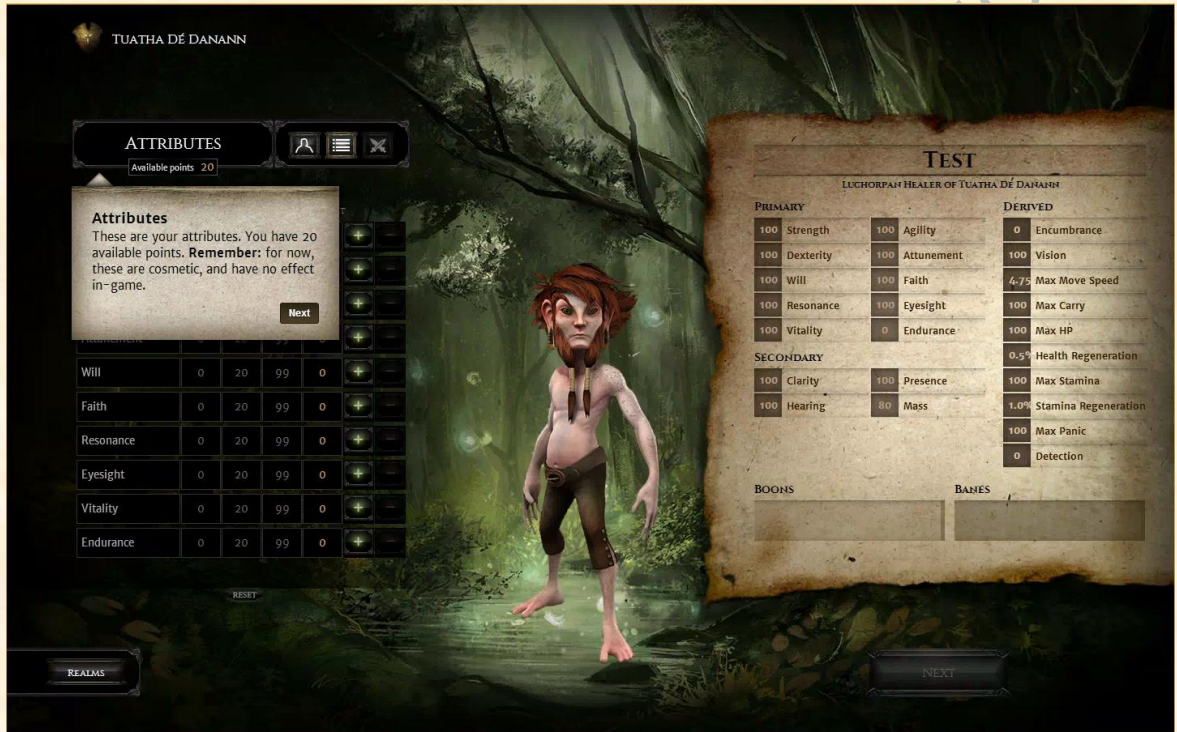 TUATHA DÉ DANANN
ATTRIBUTES
Available points 20
Attributes
These are your attributes. You have 20
available points. Remember: for now,
these are cosmetic, and have no effect
in-game.
Next
Will 0 20 99 0 + -
Faith 0 20 99 0 + -
Resonance 0 20 99 0 + -
Eyesight 0 20 99 0 + -
Vitality 0 20 99 0 + -
Endurance 0 20 99 0 + -
RESET
REALMS
TEST
LUCHORPAN HEALER OF TUATHA DÉ DANANN
PRIMARY
100 Strength 100 Agility
100 Dexterity 100 Attunement
100 Will 100 Faith
100 Resonance 100 Eyesight
100 Vitality 0 Endurance
SECONDARY
100 Clarity 100 Presence
100 Hearing 80 Mass
DERIVED
0 Encumbrance
100 Vision
4.75 Max Move Speed
100 Max Carry
100 Max HP
0.5% Health Regeneration
100 Max Stamina
1.0% Stamina Regeneration
100 Max Panic
0 Detection
BOONS
BANES
NEXT